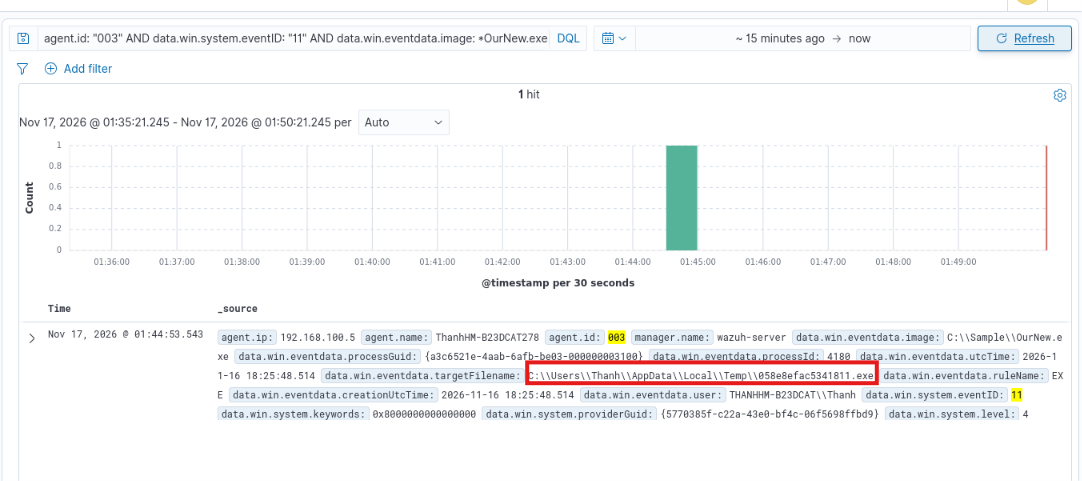 agent.id: "003" AND data.win.system.eventID: "11" AND data.win.eventdata.image: *OurNew.exe DQL ~ 15 minutes ago → now Refresh
Add filter
1 hit
Nov 17, 2026 @ 01:35:21.245 - Nov 17, 2026 @ 01:50:21.245 per Auto
1
0.8
0.6
0.4
0.2
0
Count
01:36:00 01:37:00 01:38:00 01:39:00 01:40:00 01:41:00 01:42:00 01:43:00 01:44:00 01:45:00 01:46:00 01:47:00 01:48:00 01:49:00
@timestamp per 30 seconds
Time _source
Nov 17, 2026 @ 01:44:53.543 agent.ip: 192.168.100.5 agent.name: ThanhHM-B23DCAT278 agent.id: 003 manager.name: wazuh-server data.win.eventdata.image: C:\\Sample\\OurNew.e
xe data.win.eventdata.processGuid: {a3c6521e-4aab-6afb-be03-000000003100} data.win.eventdata.processId: 4180 data.win.eventdata.utcTime: 2026-1
1-16 18:25:48.514 data.win.eventdata.targetFilename: C:\\Users\\Thanh\\AppData\\Local\\Temp\\058e8efac5341811.exe data.win.eventdata.ruleName: EX
E data.win.eventdata.creationUtcTime: 2026-11-16 18:25:48.514 data.win.eventdata.user: THANHHM-B23DCAT\\Thanh data.win.system.eventID: 11
data.win.system.keywords: 0x8000000000000000 data.win.system.providerGuid: {5770385f-c22a-43e0-bf4c-06f5698ffbd9} data.win.system.level: 4